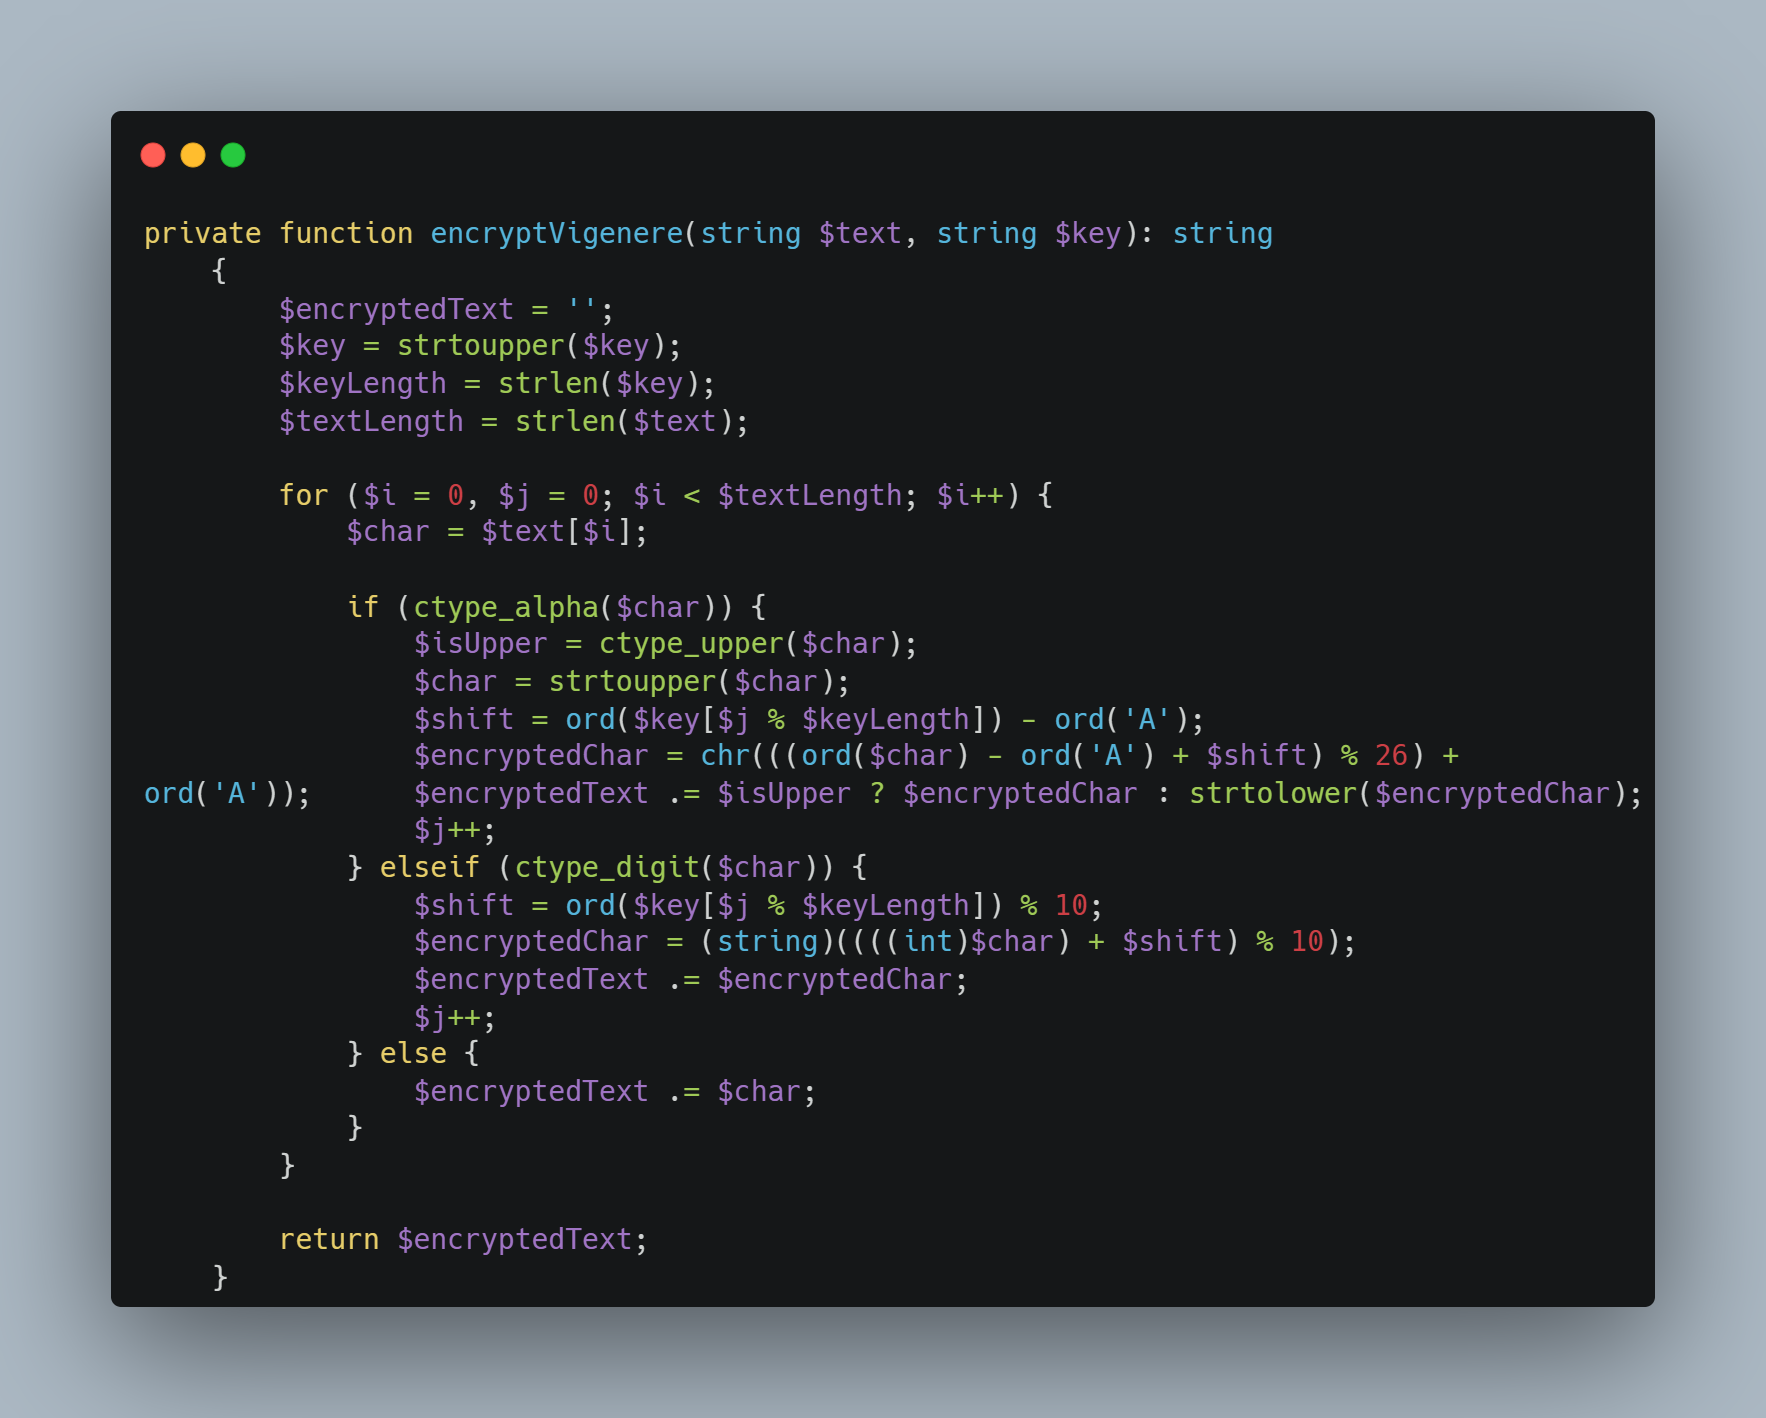 private function encryptVigenere(string $text, string $key): string
    {
        $encryptedText = '';
        $key = strtoupper($key);
        $keyLength = strlen($key);
        $textLength = strlen($text);

        for ($i = 0, $j = 0; $i < $textLength; $i++) {
            $char = $text[$i];

            if (ctype_alpha($char)) {
                $isUpper = ctype_upper($char);
                $char = strtoupper($char);
                $shift = ord($key[$j % $keyLength]) - ord('A');
                $encryptedChar = chr(((ord($char) - ord('A') + $shift) % 26) +
ord('A'));      $encryptedText .= $isUpper ? $encryptedChar : strtolower($encryptedChar);
                $j++;
            } elseif (ctype_digit($char)) {
                $shift = ord($key[$j % $keyLength]) % 10;
                $encryptedChar = (string)((((int)$char) + $shift) % 10);
                $encryptedText .= $encryptedChar;
                $j++;
            } else {
                $encryptedText .= $char;
            }
        }

        return $encryptedText;
    }